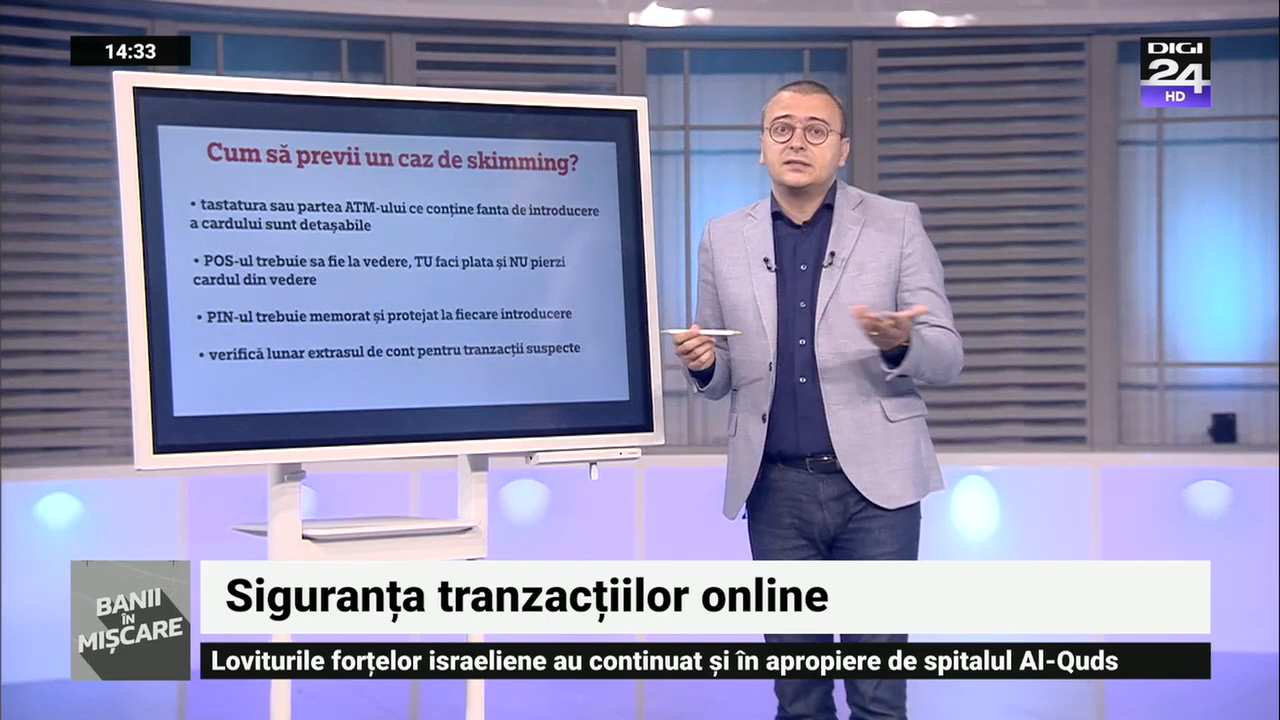 14:33
DIGI
24
HD
Cum să previi un caz de skimming?
• tastatura sau partea ATM-ului ce conține fanta de introducere
a cardului sunt detașabile
• POS-ul trebuie sa fie la vedere, TU faci plata și NU pierzi
cardul din vedere
• PIN-ul trebuie memorat și protejat la fiecare introducere
• verifică lunar extrasul de cont pentru tranzacții suspecte
BANII
ÎN
MIȘCARE
Siguranța tranzacțiilor online
Loviturile forțelor israeliene au continuat și în apropiere de spitalul Al-Quds